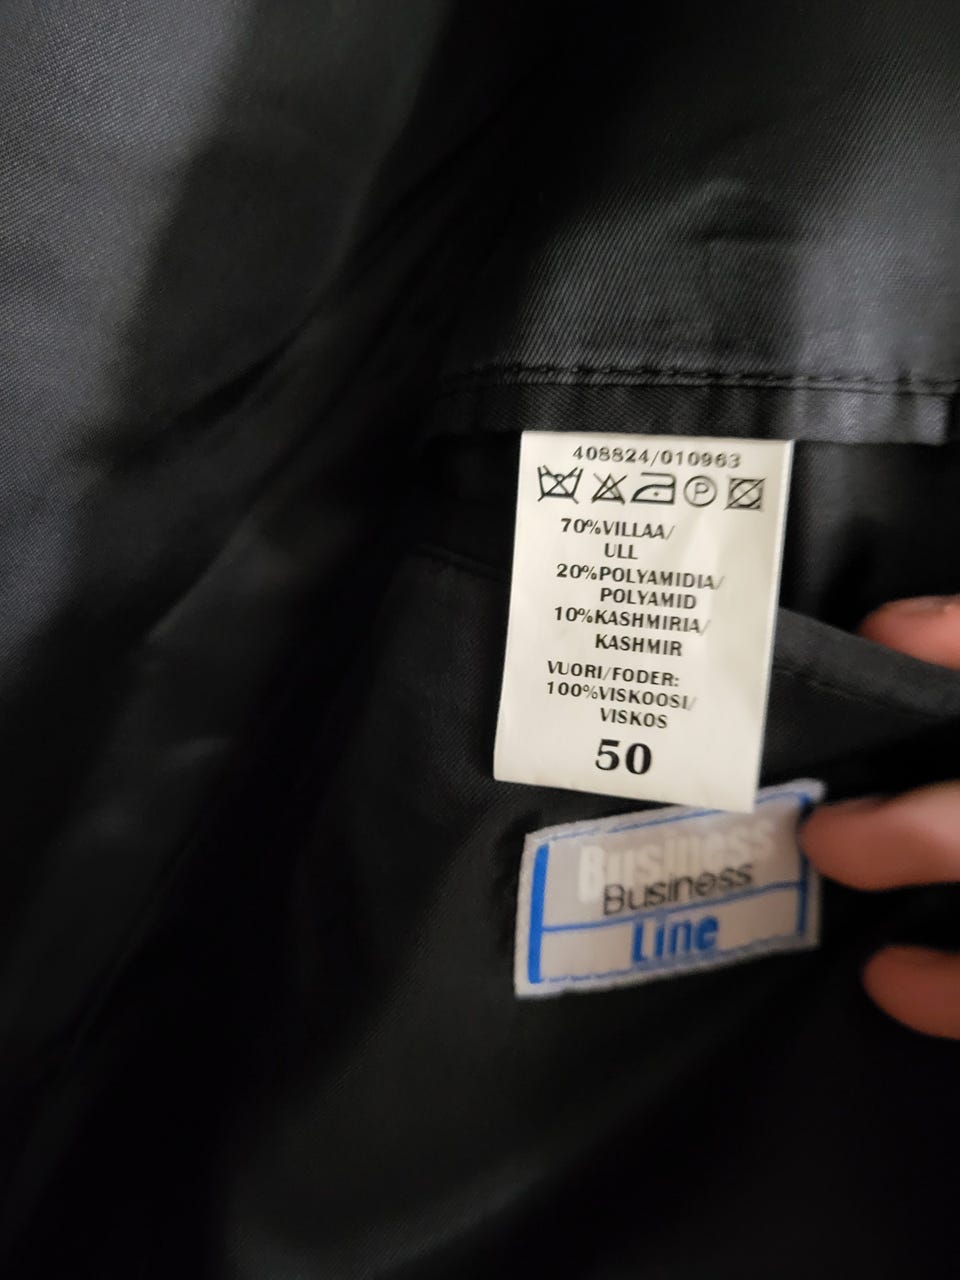 408824/010963
P
70%VILLAA/
ULL
20%POLYAMIDIA/
POLYAMID
10%KASHMIRIA/
KASHMIR
VUORI/FODER:
100%VISKOOSI/
VISKOS
50
Business
Business
Line